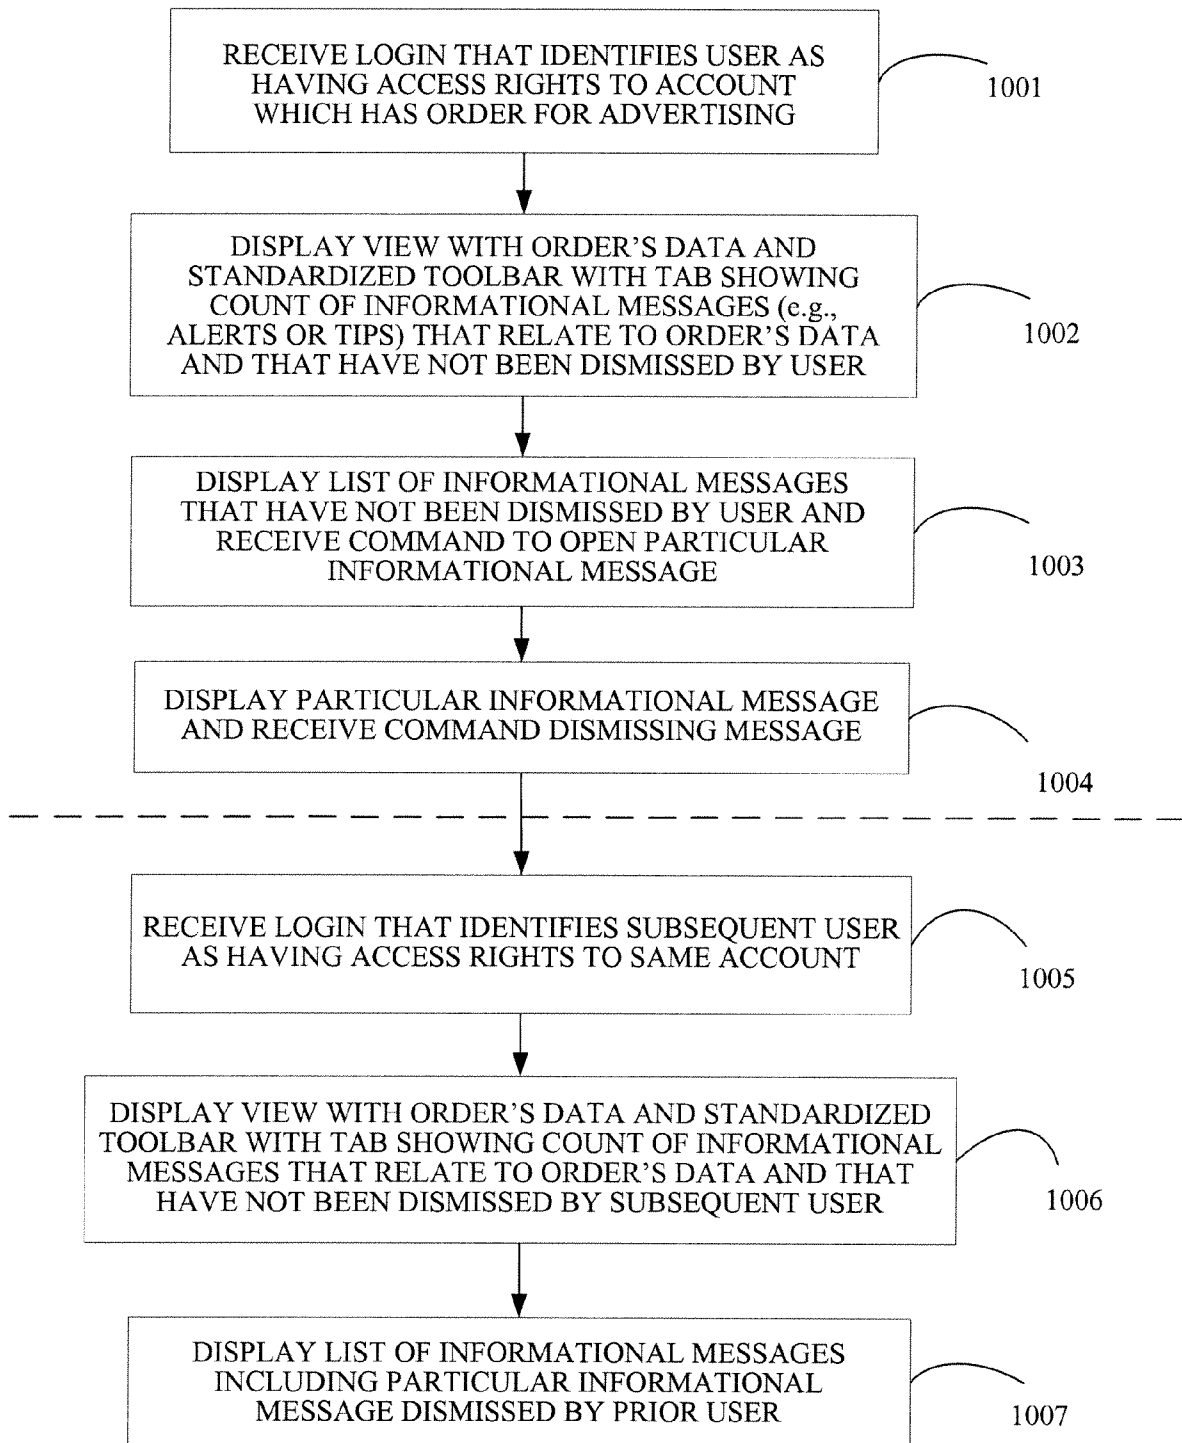 RECEIVE LOGIN THAT IDENTIFIES USER AS
HAVING ACCESS RIGHTS TO ACCOUNT
WHICH HAS ORDER FOR ADVERTISING
1001
DISPLAY VIEW WITH ORDER’S DATA AND
STANDARDIZED TOOLBAR WITH TAB SHOWING
COUNT OF INFORMATIONAL MESSAGES (e.g.,
ALERTS OR TIPS) THAT RELATE TO ORDER’S DATA
AND THAT HAVE NOT BEEN DISMISSED BY USER
1002
DISPLAY LIST OF INFORMATIONAL MESSAGES
THAT HAVE NOT BEEN DISMISSED BY USER AND
RECEIVE COMMAND TO OPEN PARTICULAR
INFORMATIONAL MESSAGE
1003
DISPLAY PARTICULAR INFORMATIONAL MESSAGE
AND RECEIVE COMMAND DISMISSING MESSAGE
1004
RECEIVE LOGIN THAT IDENTIFIES SUBSEQUENT USER
AS HAVING ACCESS RIGHTS TO SAME ACCOUNT
1005
DISPLAY VIEW WITH ORDER’S DATA AND STANDARDIZED
TOOLBAR WITH TAB SHOWING COUNT OF INFORMATIONAL
MESSAGES THAT RELATE TO ORDER’S DATA AND THAT
HAVE NOT BEEN DISMISSED BY SUBSEQUENT USER
1006
DISPLAY LIST OF INFORMATIONAL MESSAGES
INCLUDING PARTICULAR INFORMATIONAL
MESSAGE DISMISSED BY PRIOR USER
1007